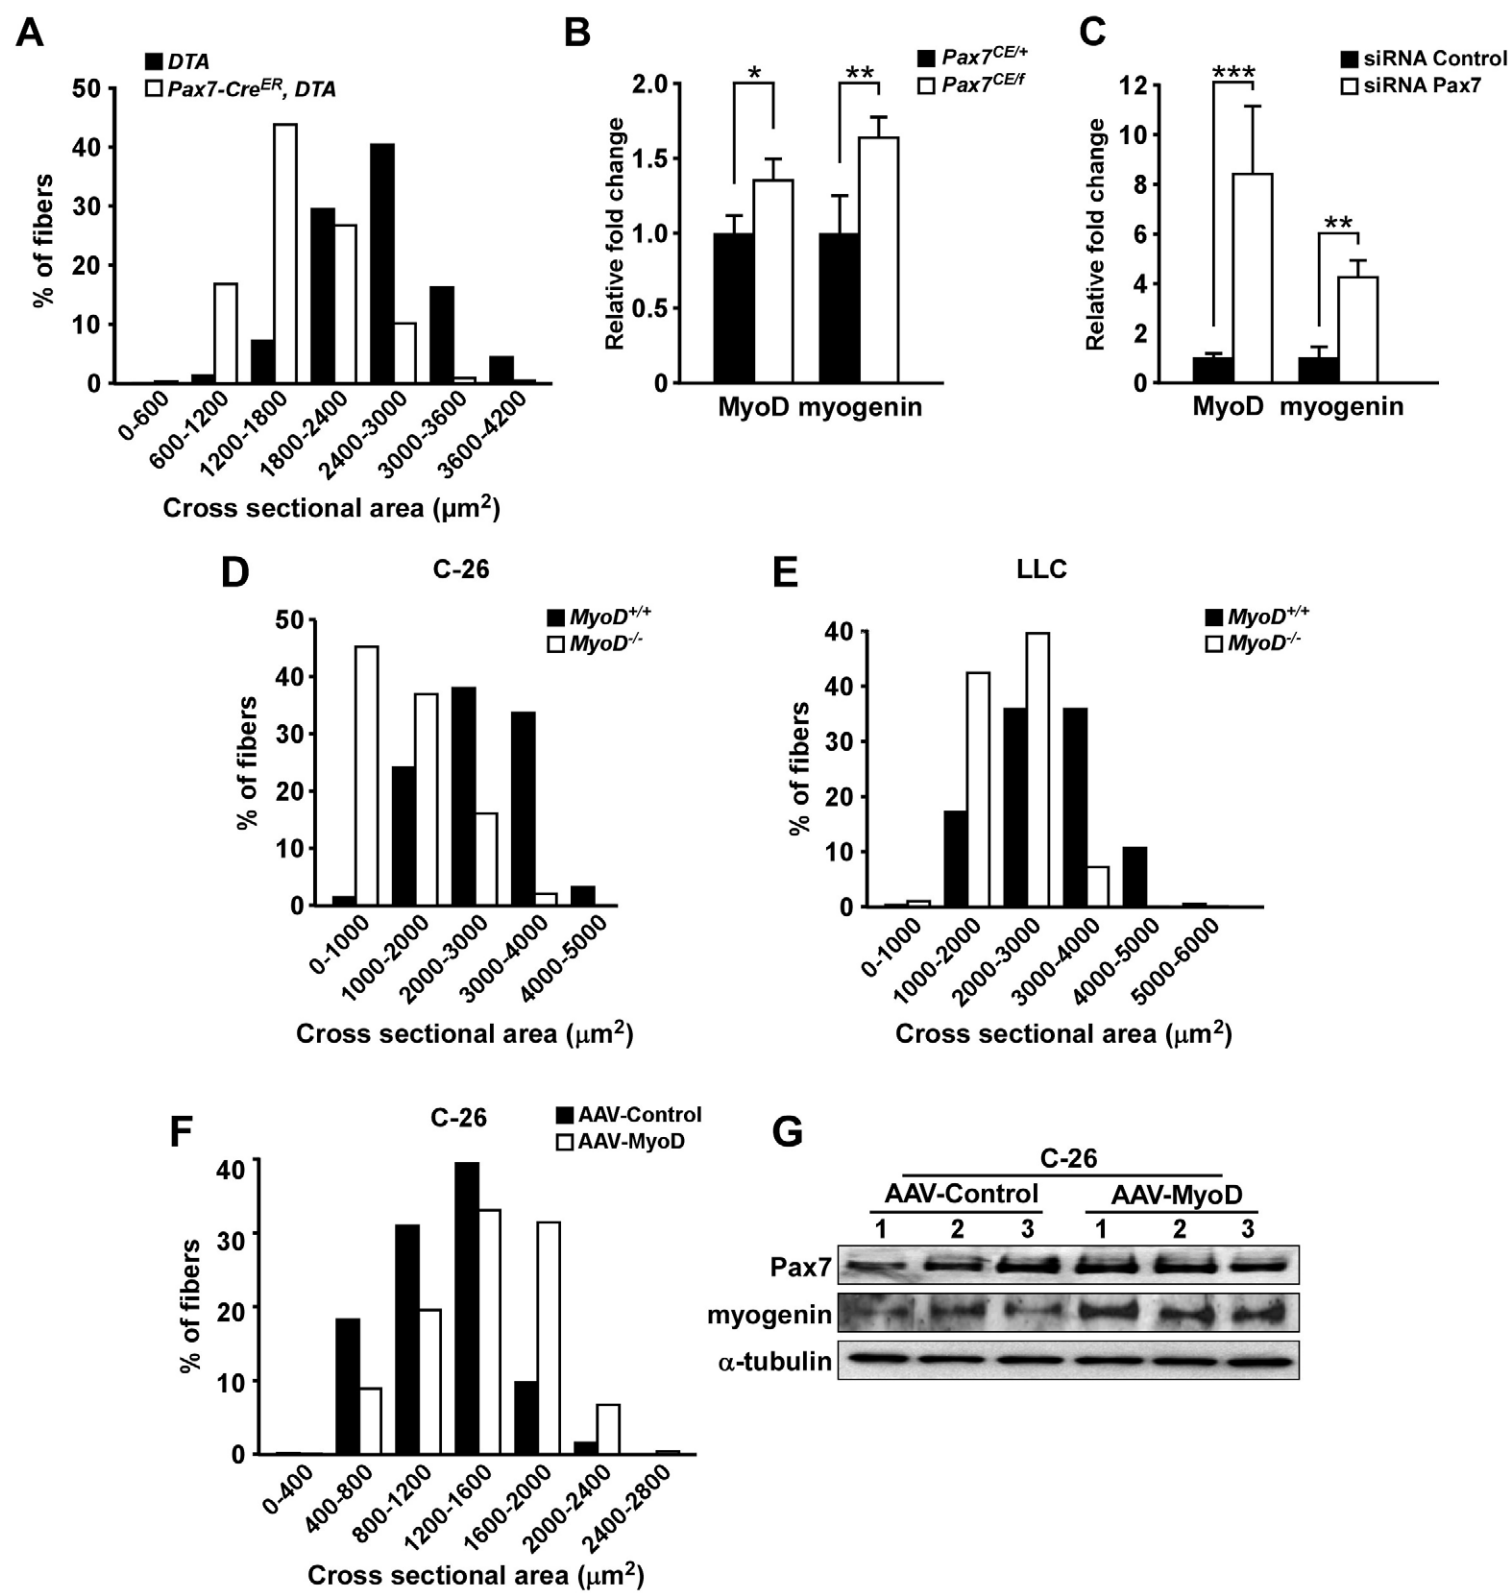 A
DTA
Pax7-Cre^ER, DTA
50
40
30
20
10
0
% of fibers
0-600
600-1200
1200-1800
1800-2400
2400-3000
3000-3600
3600-4200
Cross sectional area (µm²)
B
Pax7^CE/+
Pax7^CE/f
2.0
1.5
1.0
0.5
0
Relative fold change
*
**
MyoD myogenin
C
siRNA Control
siRNA Pax7
12
10
8
6
4
2
0
Relative fold change
***
**
MyoD myogenin
D
C-26
MyoD^+/+
MyoD^-/-
50
40
30
20
10
0
% of fibers
0-1000
1000-2000
2000-3000
3000-4000
4000-5000
Cross sectional area (µm²)
E
LLC
MyoD^+/+
MyoD^-/-
40
40
30
20
10
0
% of fibers
0-1000
1000-2000
2000-3000
3000-4000
4000-5000
5000-6000
Cross sectional area (µm²)
F
C-26
AAV-Control
AAV-MyoD
40
30
20
10
0
% of fibers
0-400
400-800
800-1200
1200-1600
1600-2000
2000-2400
2400-2800
Cross sectional area (µm²)
G
C-26
AAV-Control AAV-MyoD
1 2 3 1 2 3
Pax7
myogenin
α-tubulin